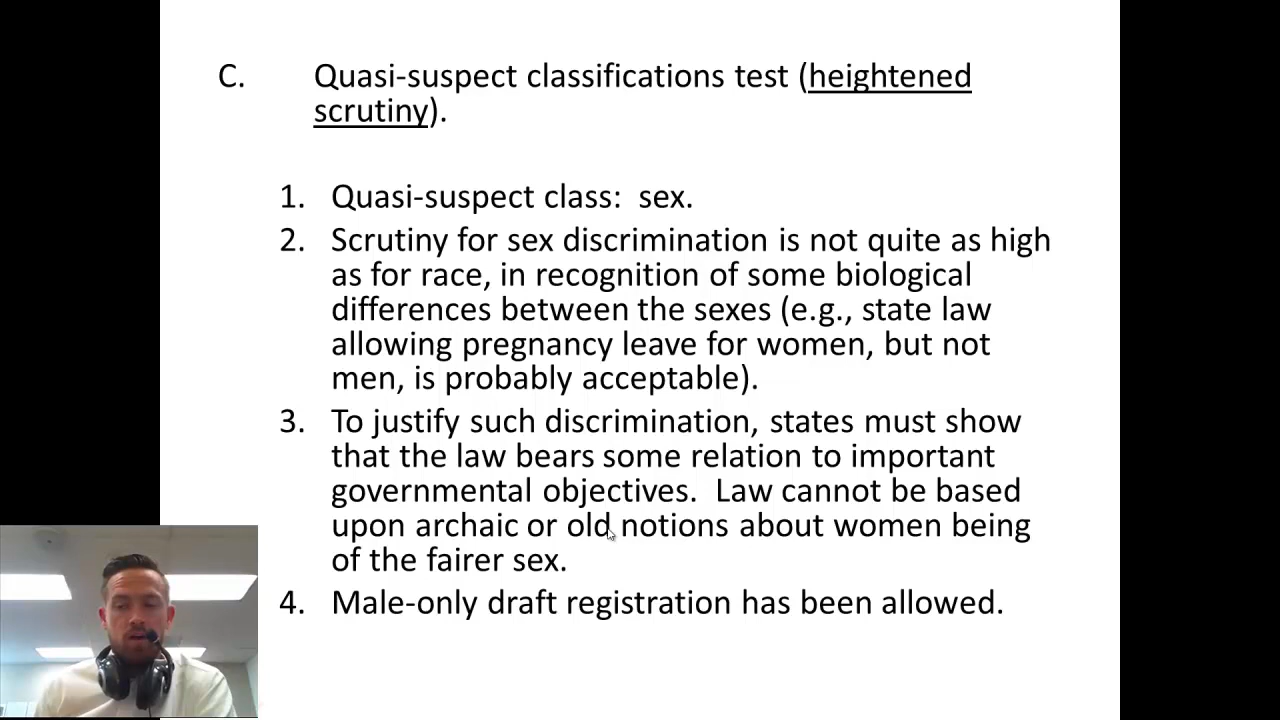 C. Quasi-suspect classifications test (heightened
scrutiny).
1. Quasi-suspect class:  sex.
2. Scrutiny for sex discrimination is not quite as high
as for race, in recognition of some biological
differences between the sexes (e.g., state law
allowing pregnancy leave for women, but not
men, is probably acceptable).
3. To justify such discrimination, states must show
that the law bears some relation to important
governmental objectives.  Law cannot be based
upon archaic or old notions about women being
of the fairer sex.
4. Male-only draft registration has been allowed.